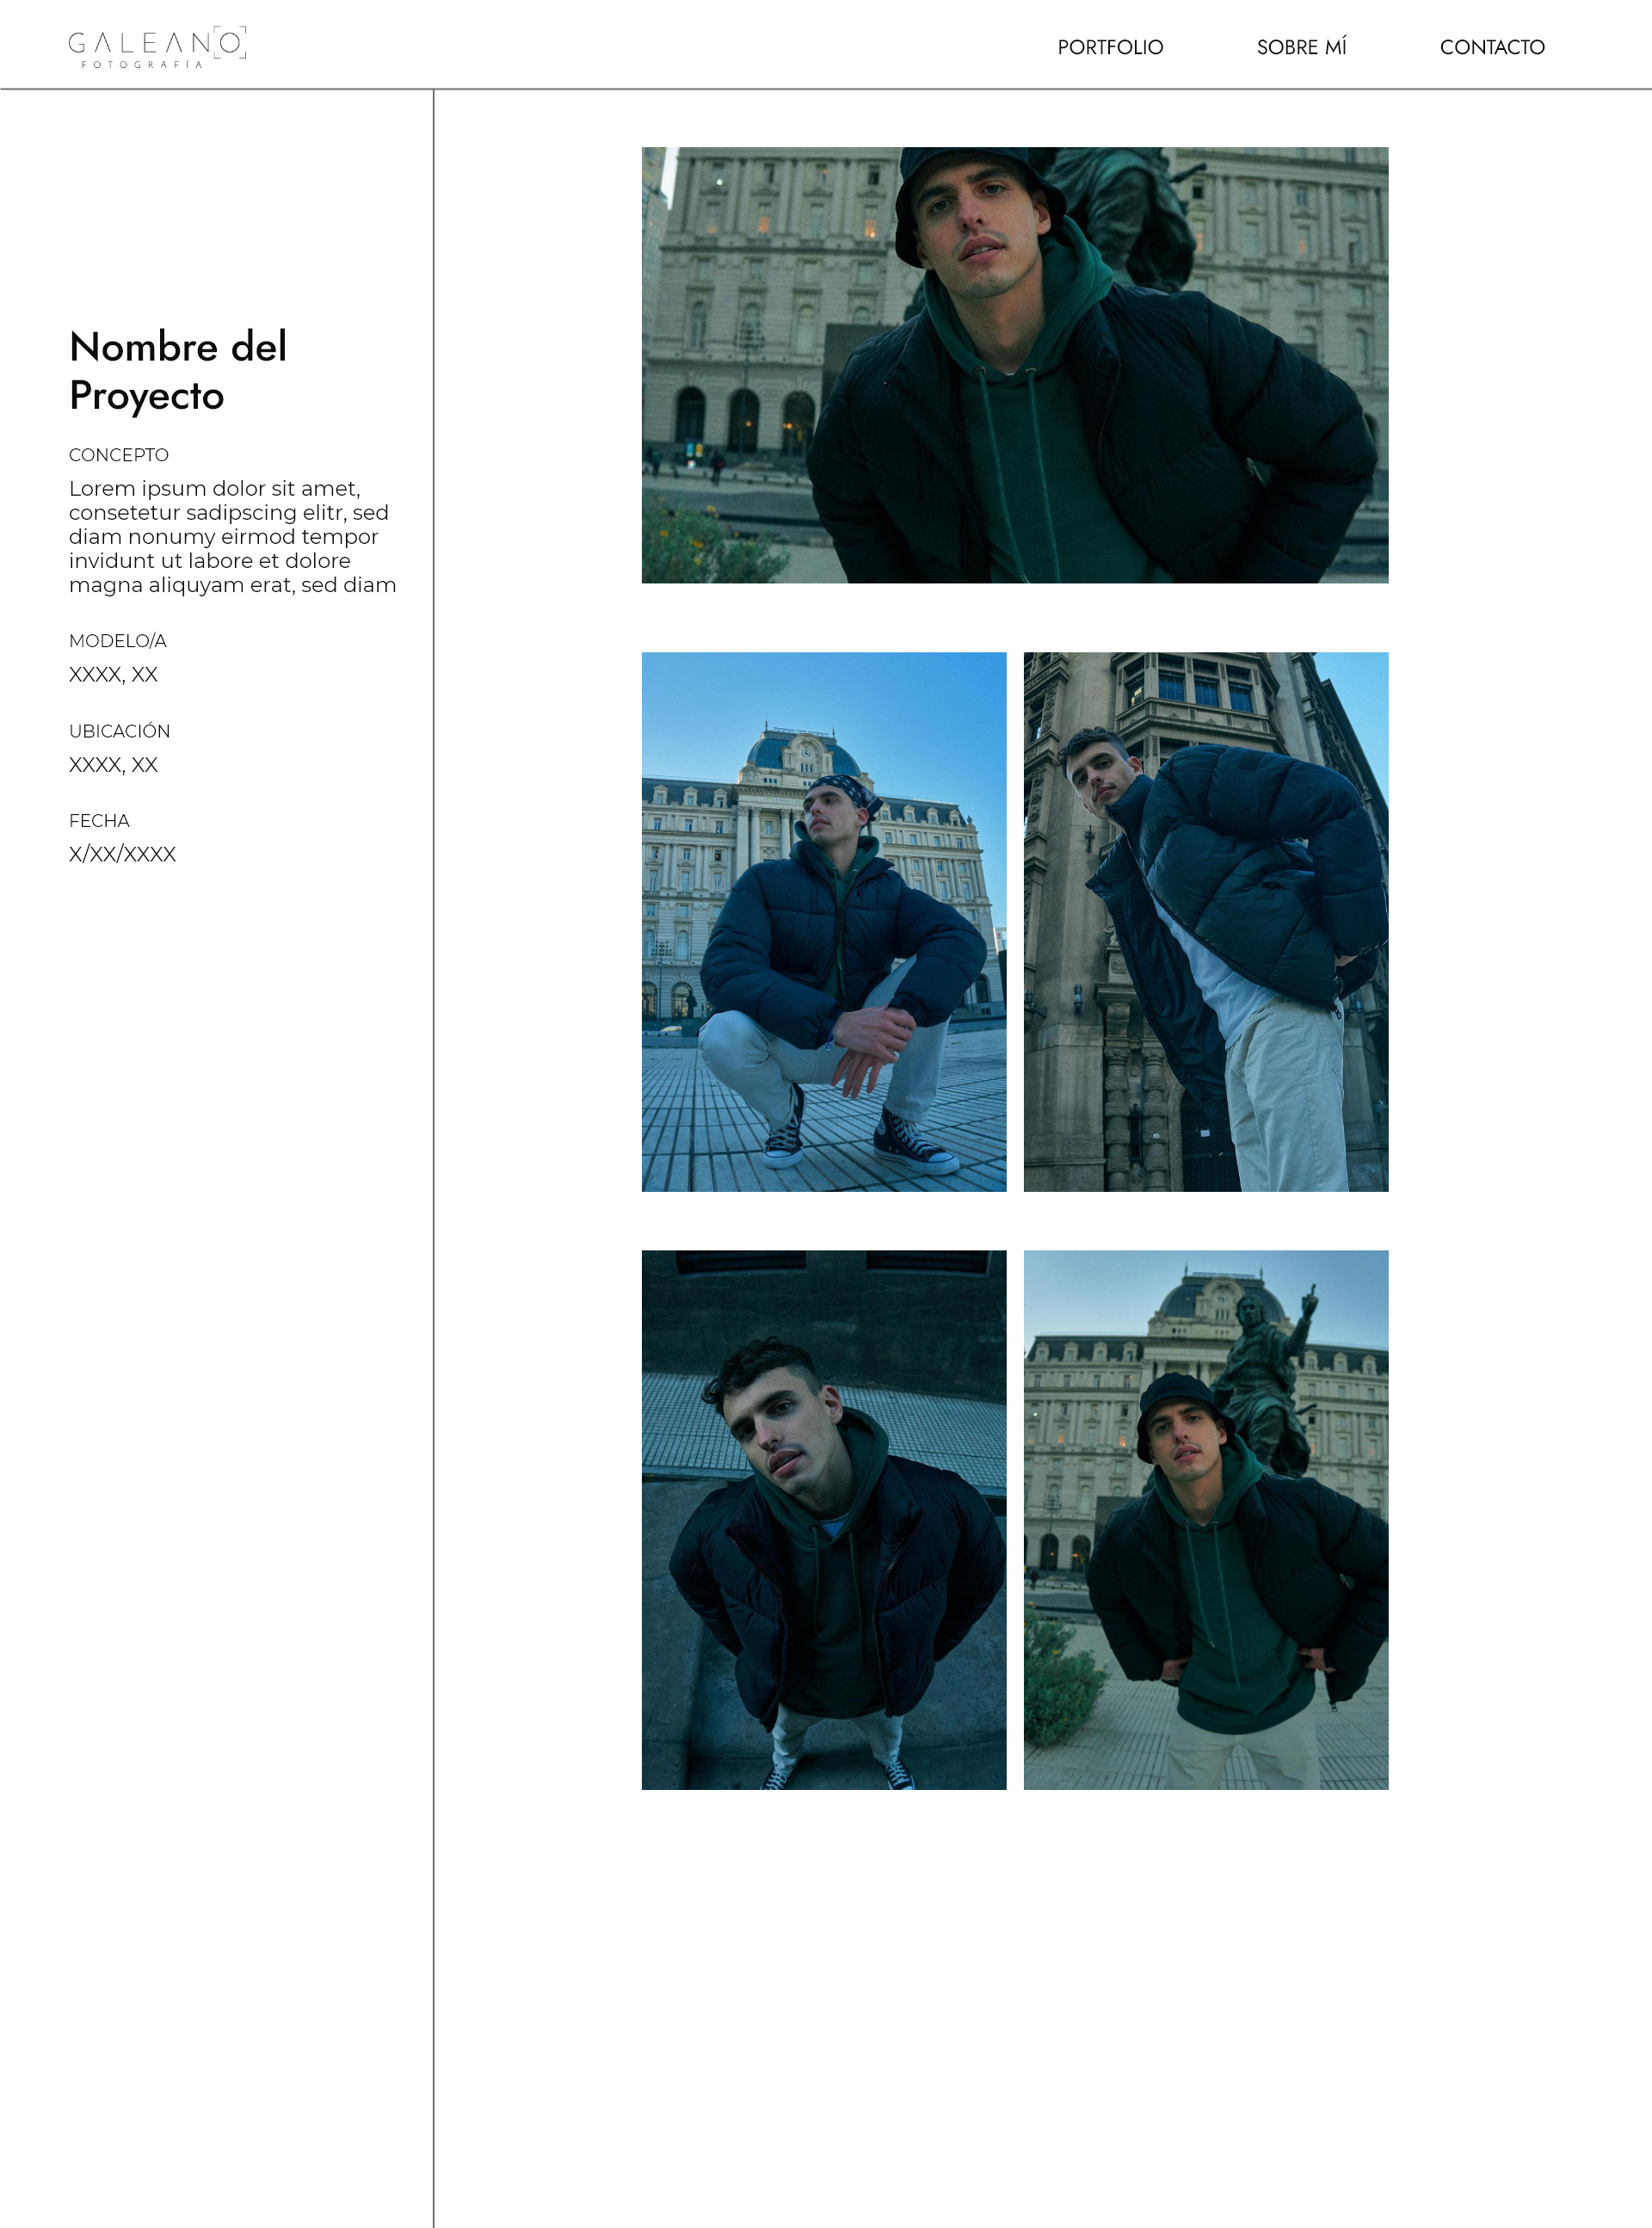 GALEANO
FOTOGRAFÍA
PORTFOLIO
SOBRE MÍ
CONTACTO
Nombre del
Proyecto
CONCEPTO
Lorem ipsum dolor sit amet,
consetetur sadipscing elitr, sed
diam nonumy eirmod tempor
invidunt ut labore et dolore
magna aliquyam erat, sed diam
MODELO/A
XXXX, XX
UBICACIÓN
XXXX, XX
FECHA
X/XX/XXXX